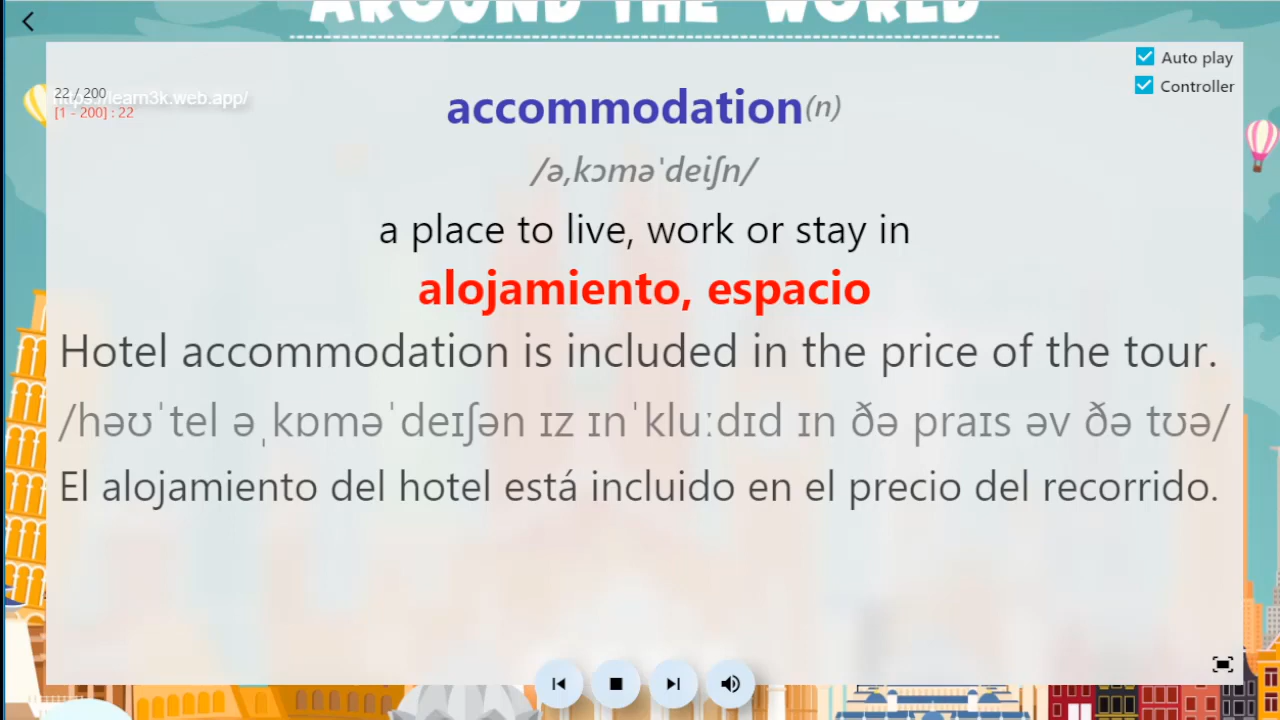 AROUND THE WORLD
Auto play
Controller
22 / 200
https://learn3k.web.app/
[1 - 200] : 22
accommodation(n)
/ə,kɔmə'deiʃn/
a place to live, work or stay in
alojamiento, espacio
Hotel accommodation is included in the price of the tour.
/həʊˈtel əˌkɒməˈdeɪʃən ɪz ɪnˈkluːdɪd ɪn ðə praɪs əv ðə tʊə/
El alojamiento del hotel está incluido en el precio del recorrido.